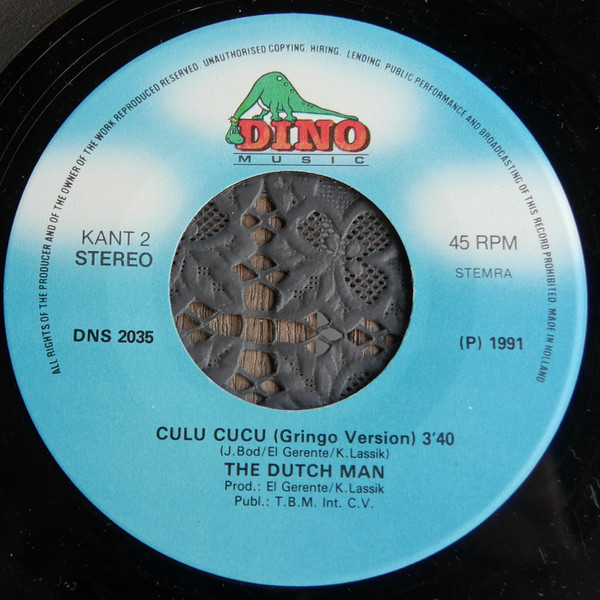 ALL RIGHTS OF THE PRODUCER AND OF THE OWNER OF THE WORK REPRODUCED RESERVED. UNAUTHORISED COPYING, HIRING, LENDING, PUBLIC PERFORMANCE AND BROADCASTING OF THIS RECORD PROHIBITED. MADE IN HOLLAND.
DINO
MUSIC
KANT 2
STEREO
45 RPM
STEMRA
DNS 2035
(P) 1991
CULU CUCU (Gringo Version) 3'40
(J.Bod/El Gerente/K.Lassik)
THE DUTCH MAN
Prod.: El Gerente/K.Lassik
Publ.: T.B.M. Int. C.V.